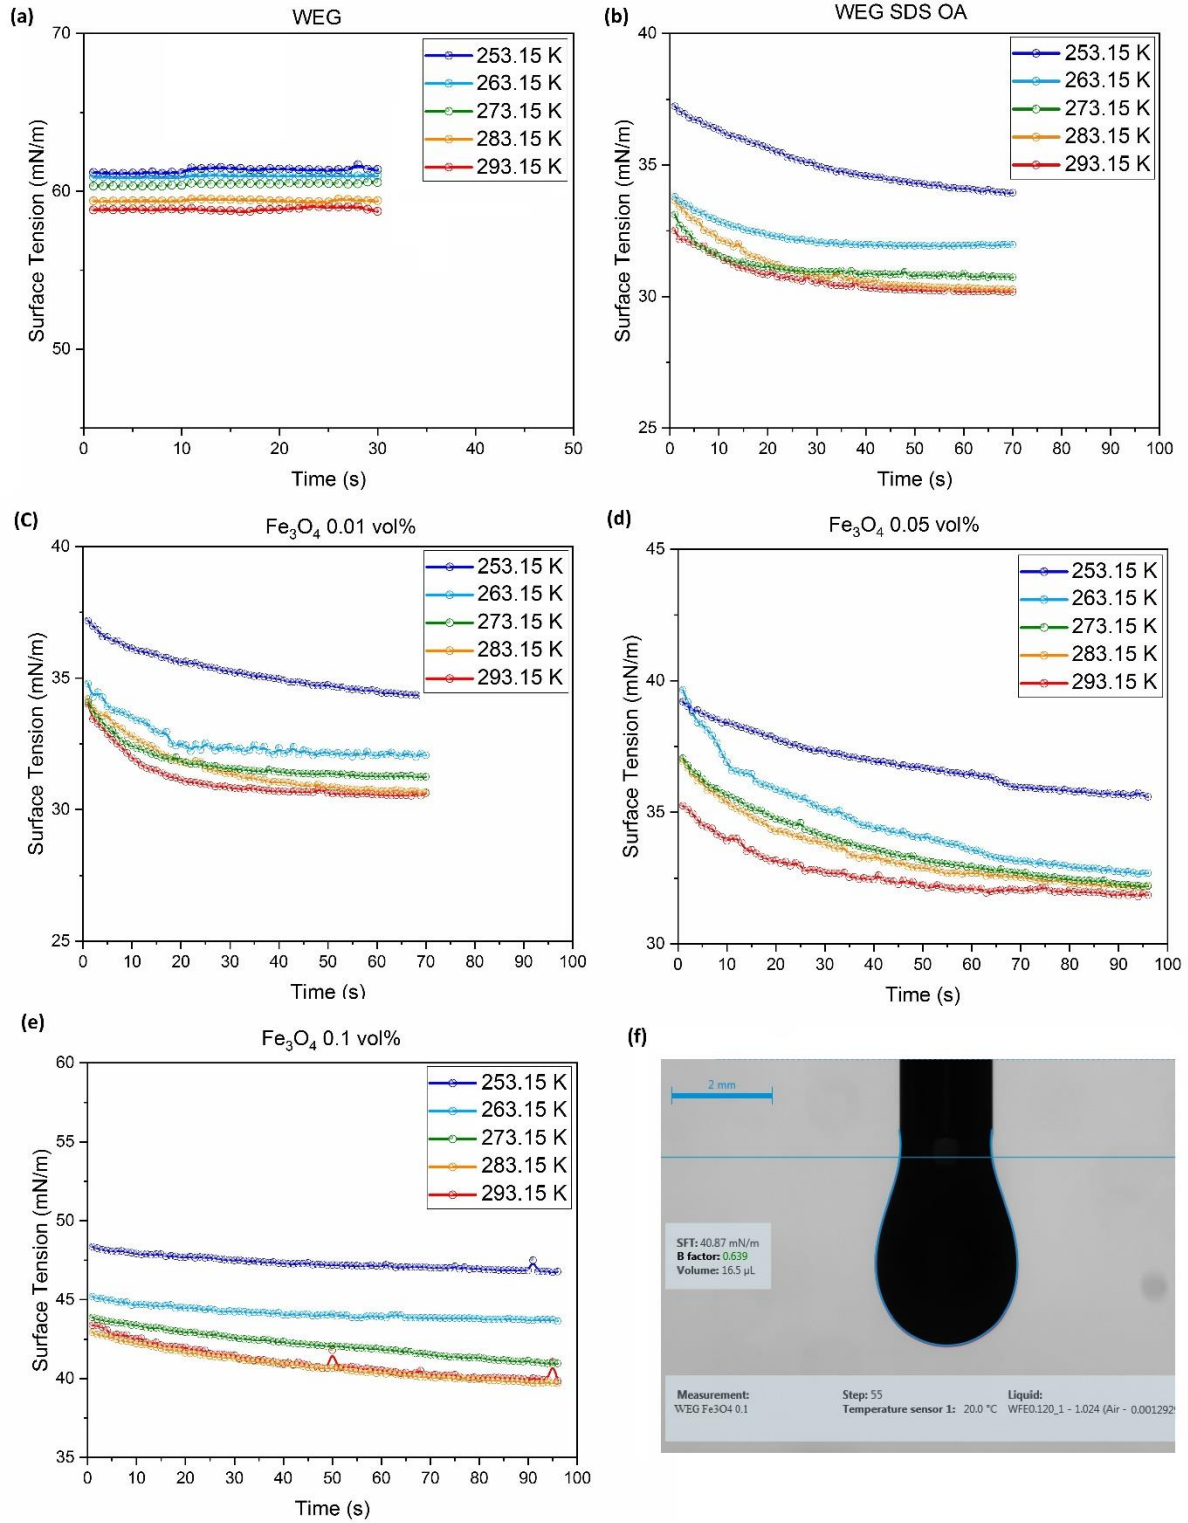 (a)
WEG
Surface Tension (mN/m)
70
60
50
0 10 20 30 40 50
Time (s)
253.15 K
263.15 K
273.15 K
283.15 K
293.15 K
(b)
WEG SDS OA
Surface Tension (mN/m)
40
35
30
25
0 10 20 30 40 50 60 70 80 90 100
Time (s)
253.15 K
263.15 K
273.15 K
283.15 K
293.15 K
(C)
Fe₃O₄ 0.01 vol%
Surface Tension (mN/m)
40
35
30
25
0 10 20 30 40 50 60 70 80 90 100
Time (s)
253.15 K
263.15 K
273.15 K
283.15 K
293.15 K
(d)
Fe₃O₄ 0.05 vol%
Surface Tension (mN/m)
45
40
35
30
0 10 20 30 40 50 60 70 80 90 100
Time (s)
253.15 K
263.15 K
273.15 K
283.15 K
293.15 K
(e)
Fe₃O₄ 0.1 vol%
Surface Tension (mN/m)
60
55
50
45
40
35
0 10 20 30 40 50 60 70 80 90 100
Time (s)
253.15 K
263.15 K
273.15 K
283.15 K
293.15 K
(f)
2 mm
SFT: 40.87 mN/m
B factor: 0.639
Volume: 16.5 µL
Measurement: Step: 55 Liquid:
WEG Fe3O4 0.1 Temperature sensor 1: 20.0 °C WFE0.120_1 - 1.024 (Air - 0.001292